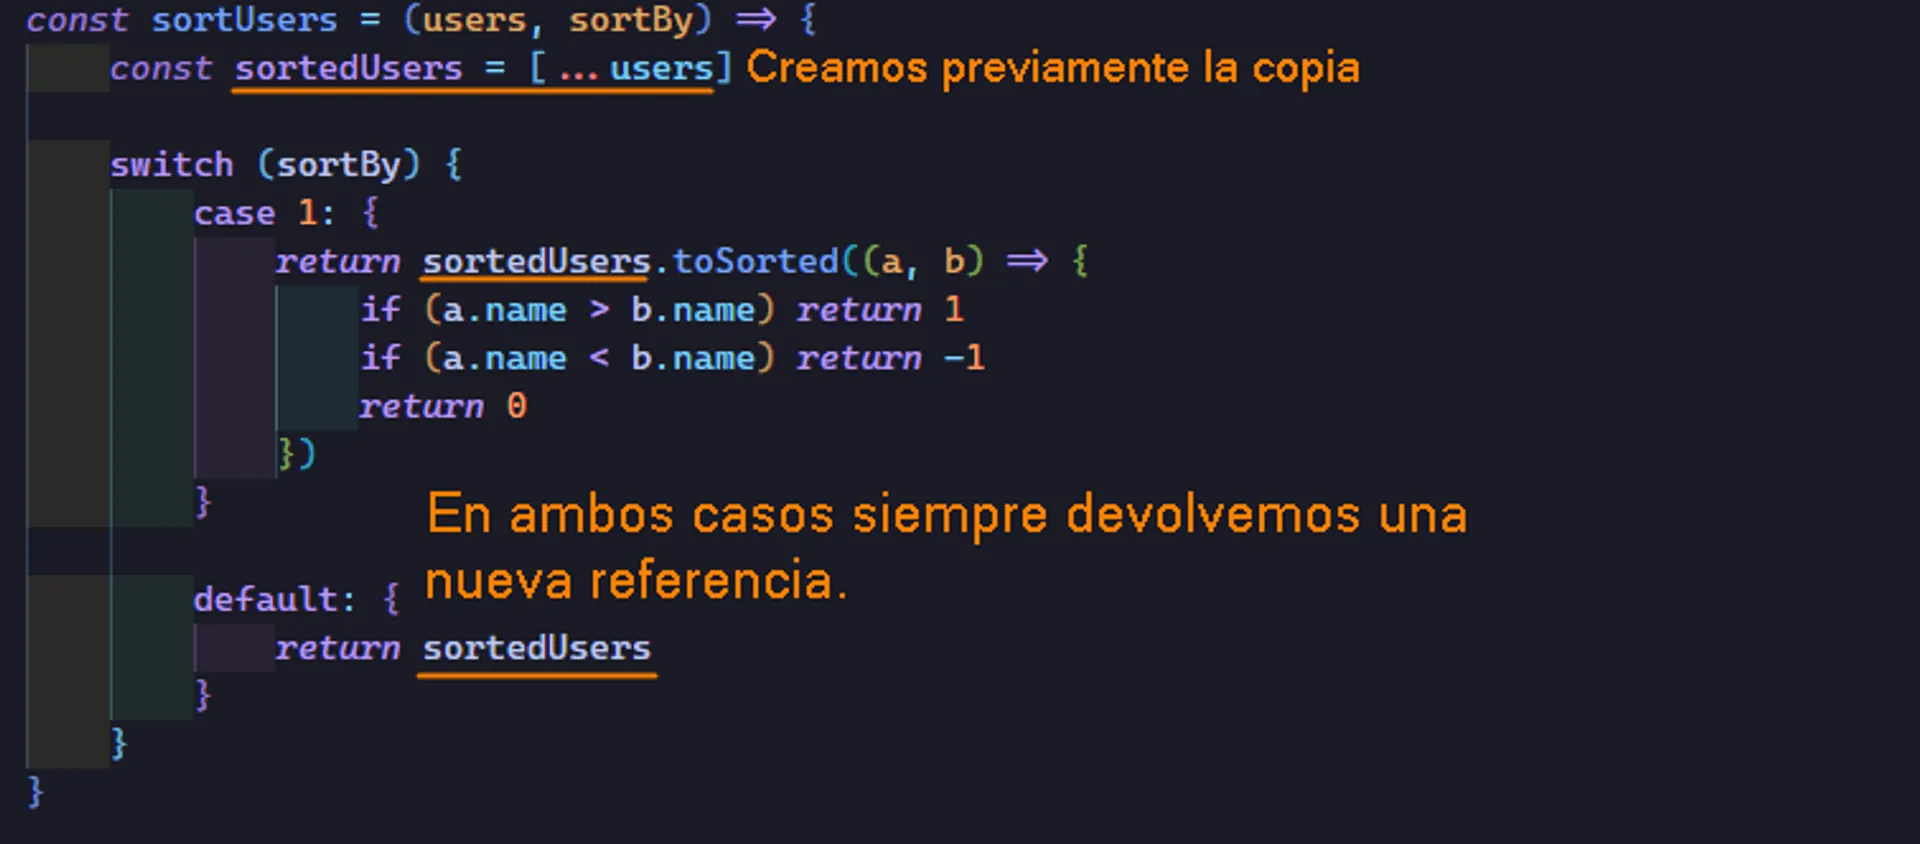 const sortUsers = (users, sortBy) => {
const sortedUsers = [...users] Creamos previamente la copia
switch (sortBy) {
case 1: {
return sortedUsers.toSorted((a, b) => {
if (a.name > b.name) return 1
if (a.name < b.name) return -1
return 0
})
}
En ambos casos siempre devolvemos una
nueva referencia.
default: {
return sortedUsers
}
}
}